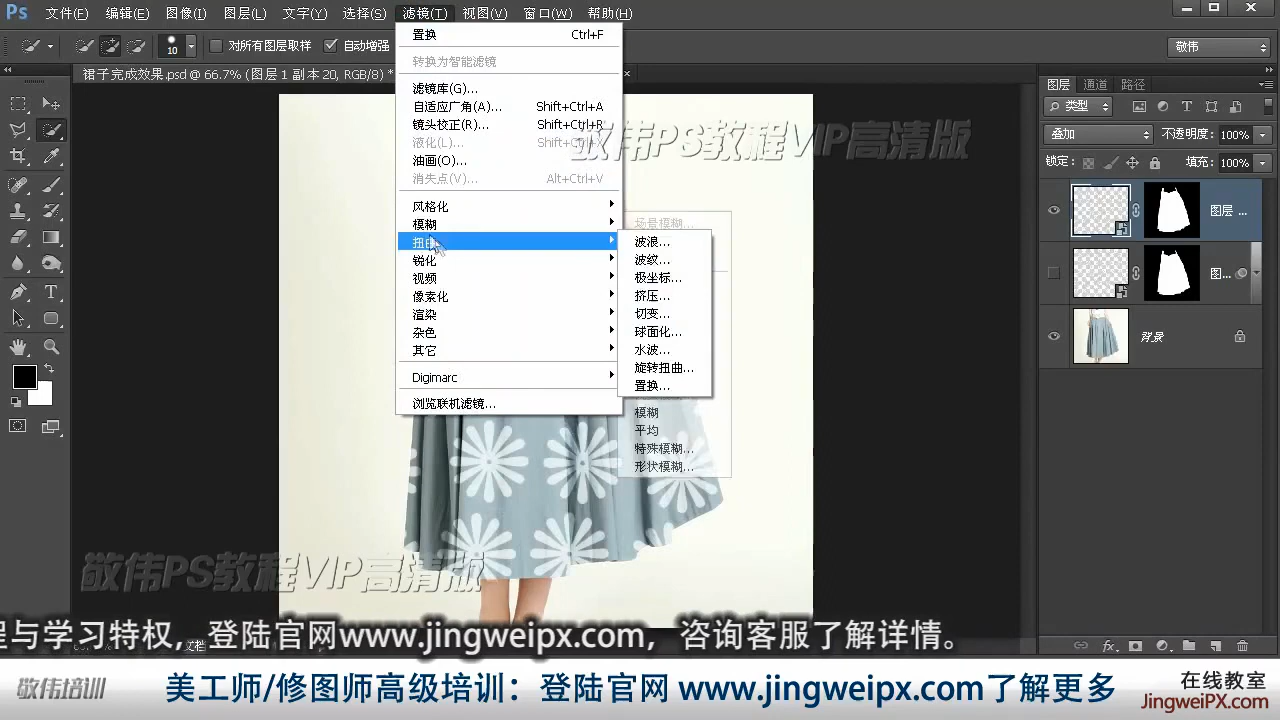 Ps 文件(F) 编辑(E) 图像(I) 图层(L) 文字(Y) 选择(S) 滤镜(T) 视图(V) 窗口(W) 帮助(H)
10 对所有图层取样 自动增强 敬伟
裙子完成效果.psd @ 66.7% (图层 1 副本 20, RGB/8) *
置换 Ctrl+F
转换为智能滤镜
滤镜库(G)...
自适应广角(A)... Shift+Ctrl+A
镜头校正(R)... Shift+Ctrl+R
液化(L)... Shift+Ctrl+X
油画(O)...
消失点(V)... Alt+Ctrl+V
风格化
模糊
扭曲
锐化
视频
像素化
渲染
杂色
其它
Digimarc
浏览联机滤镜...
场景模糊...
波浪...
波纹...
极坐标...
挤压...
切变...
球面化...
水波...
旋转扭曲...
置换...
模糊
平均
特殊模糊...
形状模糊...
图层 通道 路径
类型
叠加 不透明度: 100%
锁定: 填充: 100%
图层 ...
图...
背景
敬伟PS教程VIP高清版
敬伟PS教程VIP高清版
程与学习特权，登陆官网www.jingweipx.com，咨询客服了解详情。
敬伟培训 美工师/修图师高级培训：登陆官网 www.jingweipx.com了解更多
在线教室
JingweiPX.com